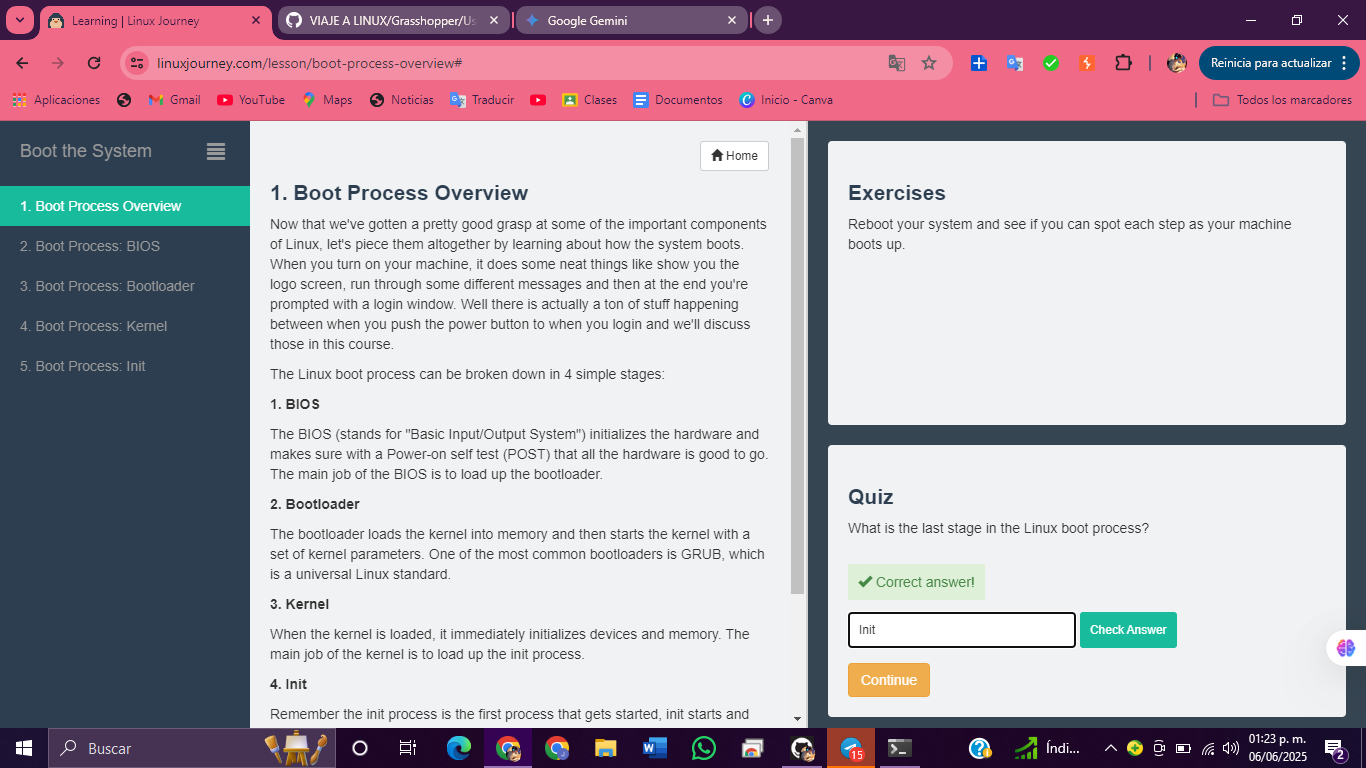 Learning | Linux Journey
VIAJE A LINUX/Grasshopper/Us
Google Gemini
linuxjourney.com/lesson/boot-process-overview#
Reinicia para actualizar
Aplicaciones
Gmail
YouTube
Maps
Noticias
Traducir
Clases
Documentos
Inicio - Canva
Todos los marcadores
Boot the System
1. Boot Process Overview
2. Boot Process: BIOS
3. Boot Process: Bootloader
4. Boot Process: Kernel
5. Boot Process: Init
Home
1. Boot Process Overview
Now that we've gotten a pretty good grasp at some of the important components
of Linux, let's piece them altogether by learning about how the system boots.
When you turn on your machine, it does some neat things like show you the
logo screen, run through some different messages and then at the end you're
prompted with a login window. Well there is actually a ton of stuff happening
between when you push the power button to when you login and we'll discuss
those in this course.
The Linux boot process can be broken down in 4 simple stages:
1. BIOS
The BIOS (stands for "Basic Input/Output System") initializes the hardware and
makes sure with a Power-on self test (POST) that all the hardware is good to go.
The main job of the BIOS is to load up the bootloader.
2. Bootloader
The bootloader loads the kernel into memory and then starts the kernel with a
set of kernel parameters. One of the most common bootloaders is GRUB, which
is a universal Linux standard.
3. Kernel
When the kernel is loaded, it immediately initializes devices and memory. The
main job of the kernel is to load up the init process.
4. Init
Remember the init process is the first process that gets started, init starts and
Exercises
Reboot your system and see if you can spot each step as your machine
boots up.
Quiz
What is the last stage in the Linux boot process?
Correct answer!
Init
Check Answer
Continue
Buscar
15
Índi...
01:23 p. m.
06/06/2025
2